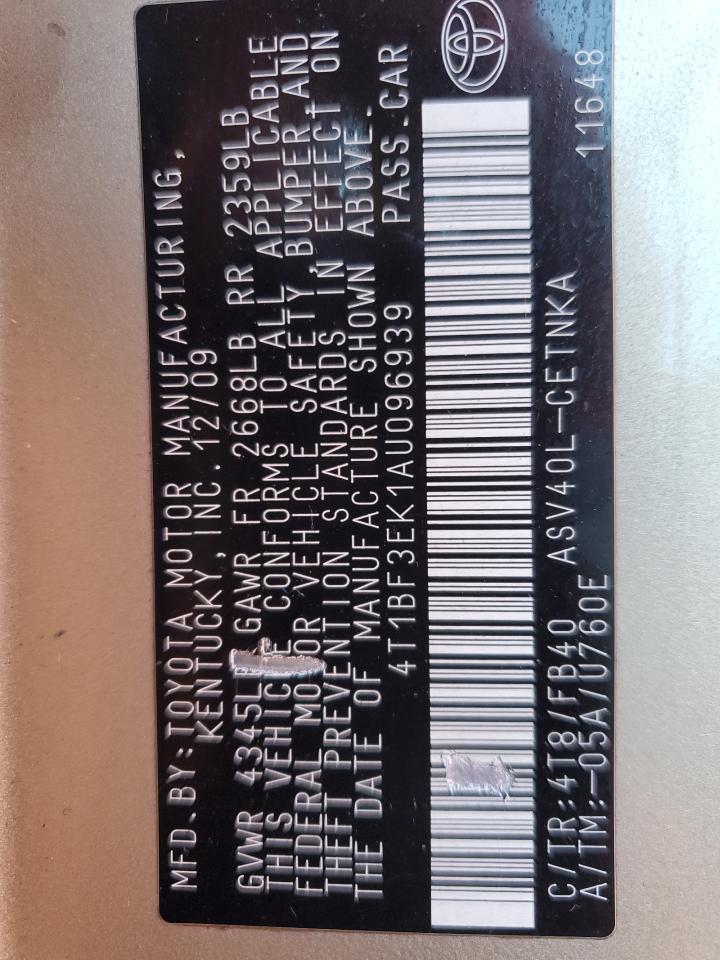 MFD.BY:TOYOTA MOTOR MANUFACTURING,
KENTUCKY,INC. 12/09
GVWR 4345LB GAWR FR 2668LB RR 2359LB
THIS VEHICLE CONFORMS TO ALL APPLICABLE
FEDERAL MOTOR VEHICLE SAFETY,BUMPER AND
THEFT PREVENTION STANDARDS IN EFFECT ON
THE DATE OF MANUFACTURE SHOWN ABOVE.
4T1BF3EK1AU096939 PASS.CAR
C/TR:4T8/FB40 ASV40L-CETNKA 11648
A/TM:-05A/U760E